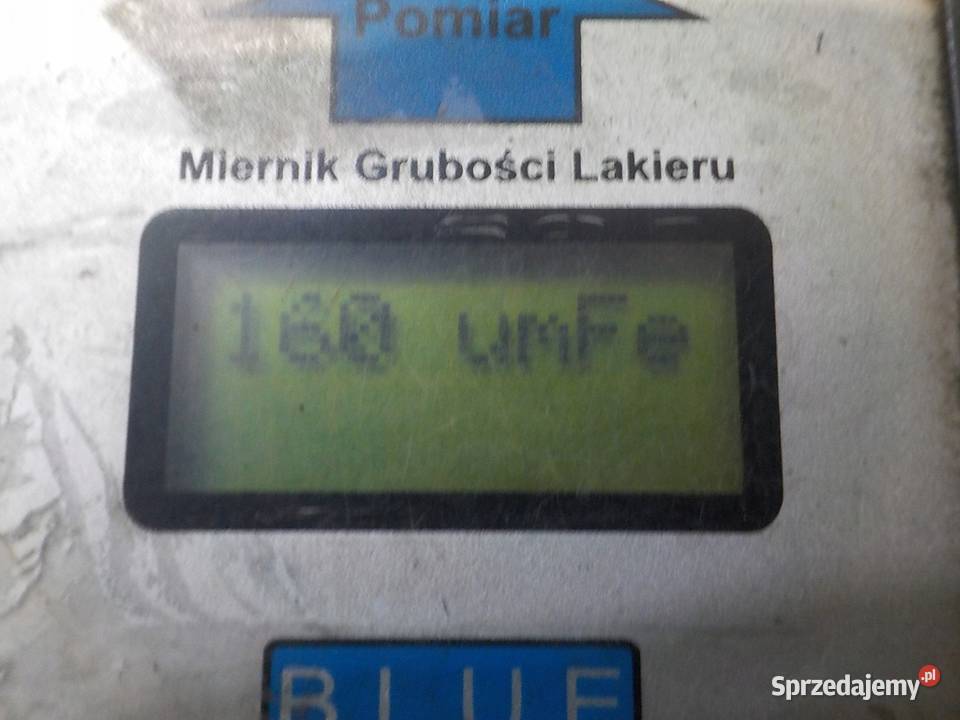 Pomiar
Miernik Grubości Lakieru
160 umFe
BLUE
Sprzedajemy.pl